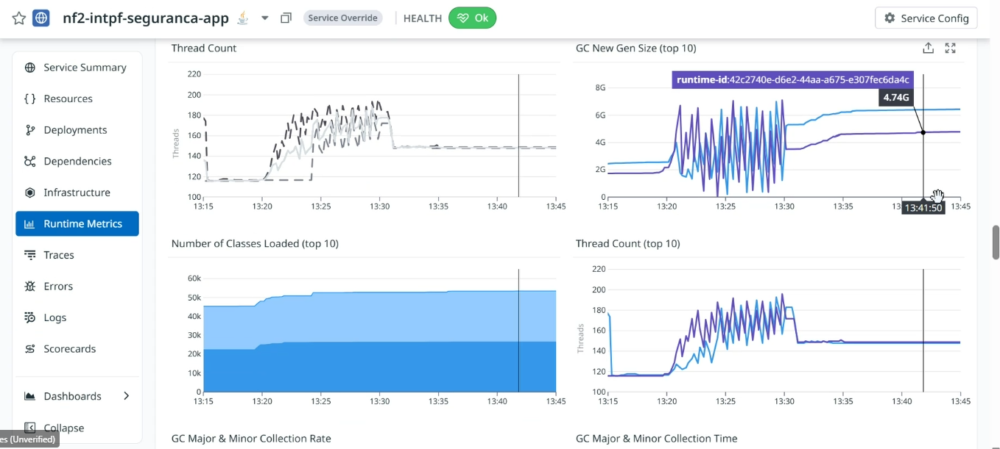 nf2-intpf-seguranca-app Service Override HEALTH Ok Service Config
Service Summary
Resources
Deployments
Dependencies
Infrastructure
Runtime Metrics
Traces
Errors
Logs
Scorecards
Dashboards
Collapse
es (Unverified)
Thread Count
220
200
180
160
140
120
100
Threads
13:15 13:20 13:25 13:30 13:35 13:40 13:45
GC New Gen Size (top 10)
runtime-id:42c2740e-d6e2-44aa-a675-e307fec6da4c
4.74G
8G
6G
4G
2G
0
13:15 13:20 13:25 13:30 13:35 13 13:41:50 13:45
Number of Classes Loaded (top 10)
60k
50k
40k
30k
20k
10k
0
13:15 13:20 13:25 13:30 13:35 13:40 13:45
Thread Count (top 10)
220
200
180
160
140
120
100
Threads
13:15 13:20 13:25 13:30 13:35 13:40 13:45
GC Major & Minor Collection Rate
GC Major & Minor Collection Time